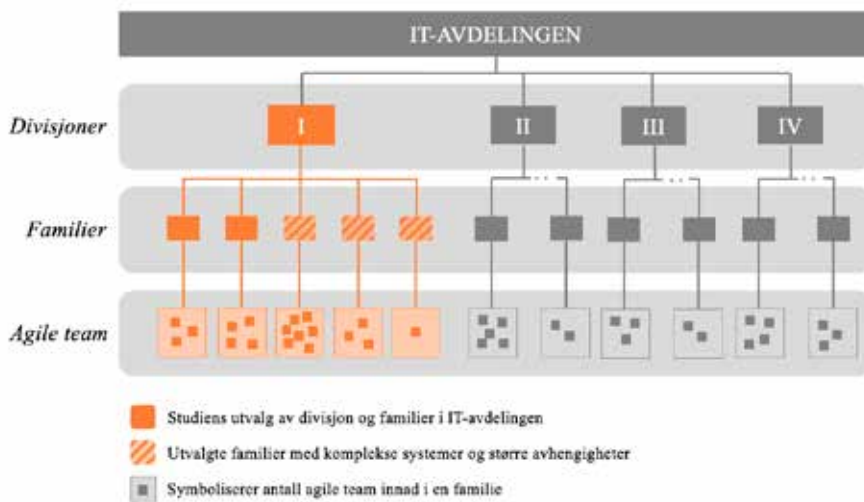 IT-AVDELINGEN
Divisjoner
I
II
III
IV
Familier
Agile team
Studiens utvalg av divisjon og familier i IT-avdelingen
Utvalgte familier med komplekse systemer og større avhengigheter
Symboliserer antall agile team innad i en familie